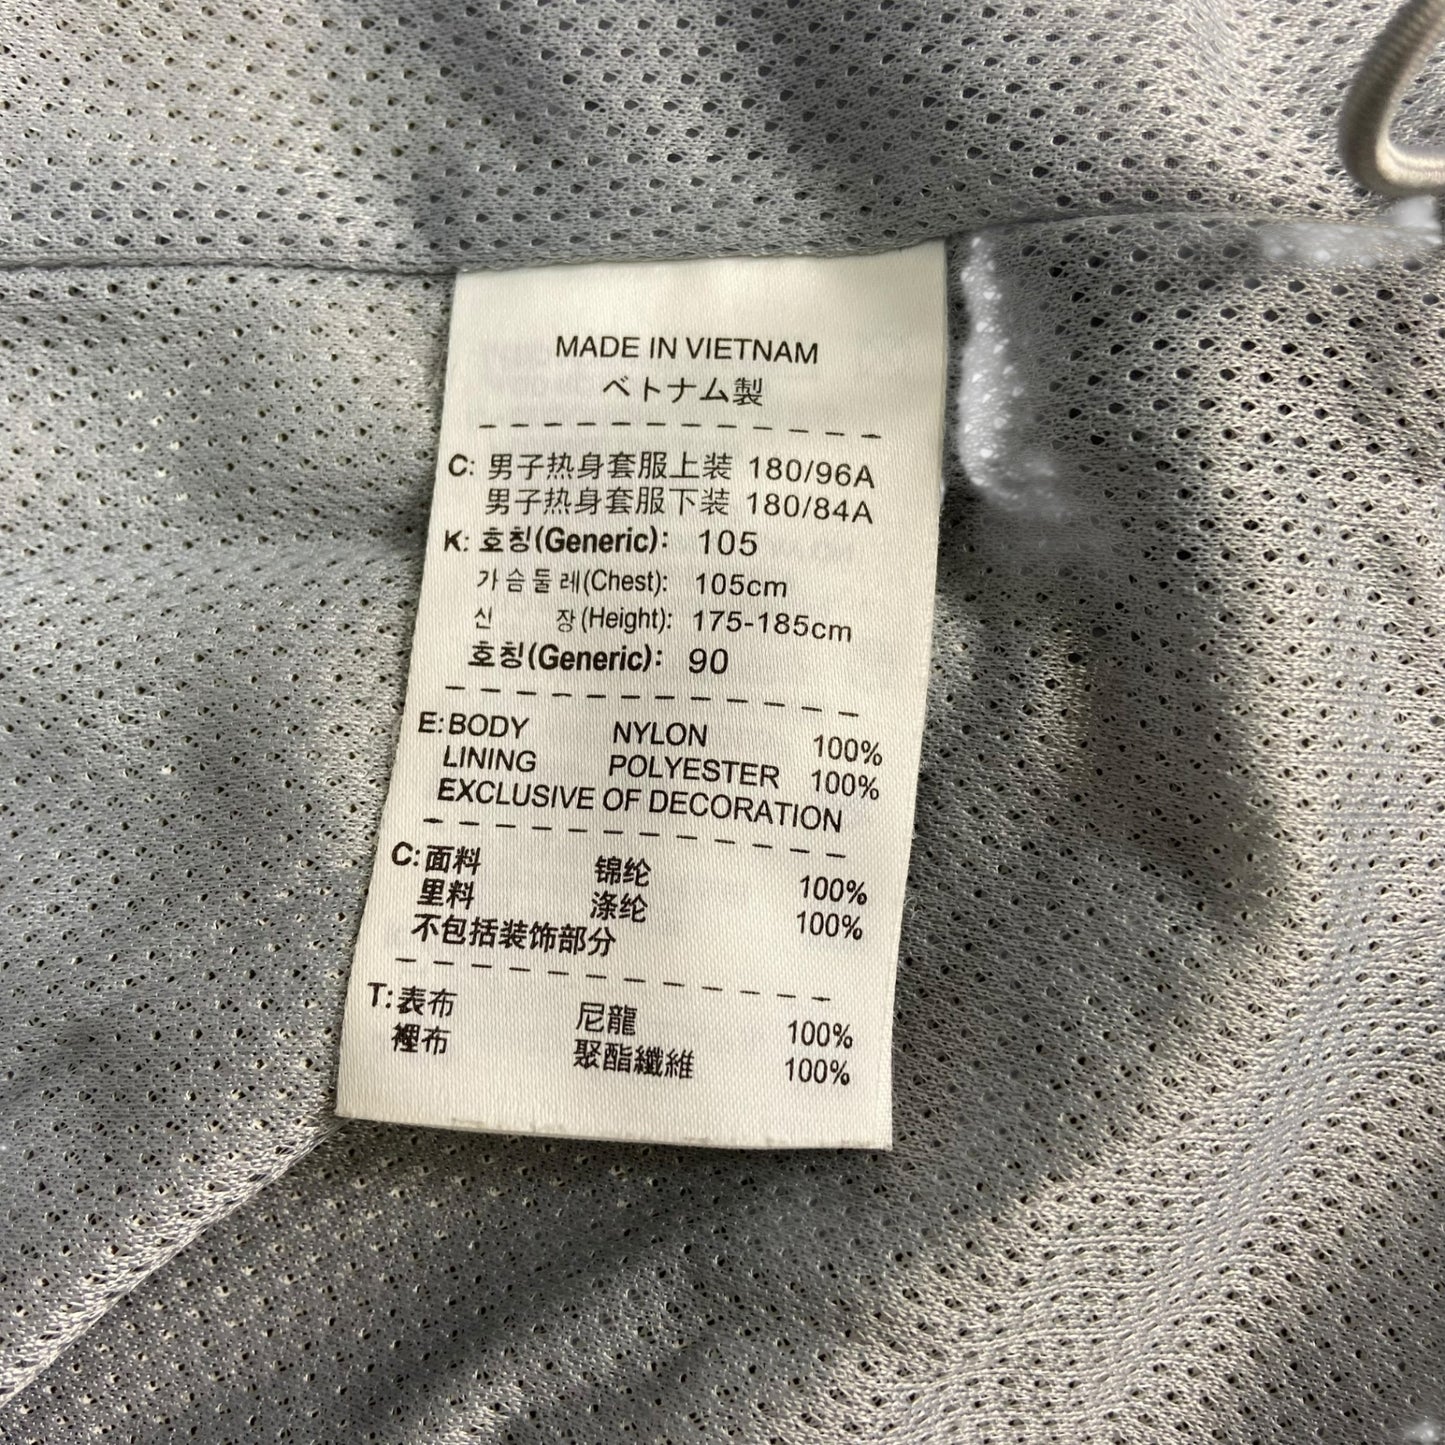 MADE IN VIETNAM
ベトナム製
C: 男子热身套服上装 180/96A
男子热身套服下装 180/84A
K: 호칭(Generic): 105
가슴둘레(Chest): 105cm
신 장(Height): 175-185cm
호칭(Generic): 90
E: BODY NYLON 100%
LINING POLYESTER 100%
EXCLUSIVE OF DECORATION
C: 面料 锦纶 100%
里料 涤纶 100%
不包括装饰部分
T: 表布 尼龍 100%
裡布 聚酯纖維 100%